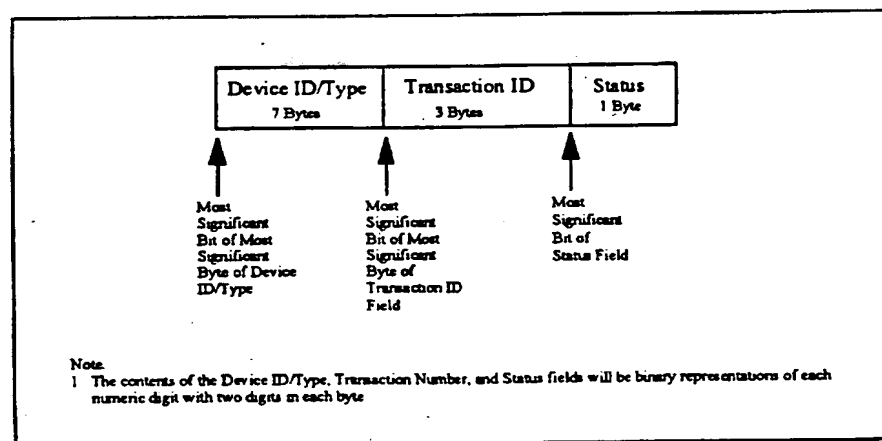 Device ID/Type
7 Bytes
Transaction ID
3 Bytes
Status
1 Byte
Most
Significant
Bit of Most
Significant
Byte of Device
ID/Type
Most
Significant
Bit of Most
Significant
Byte of
Transaction ID
Field
Most
Significant
Bit of
Status Field
Note
1 The contents of the Device ID/Type, Transaction Number, and Status fields will be binary representations of each
numeric digit with two digits in each byte